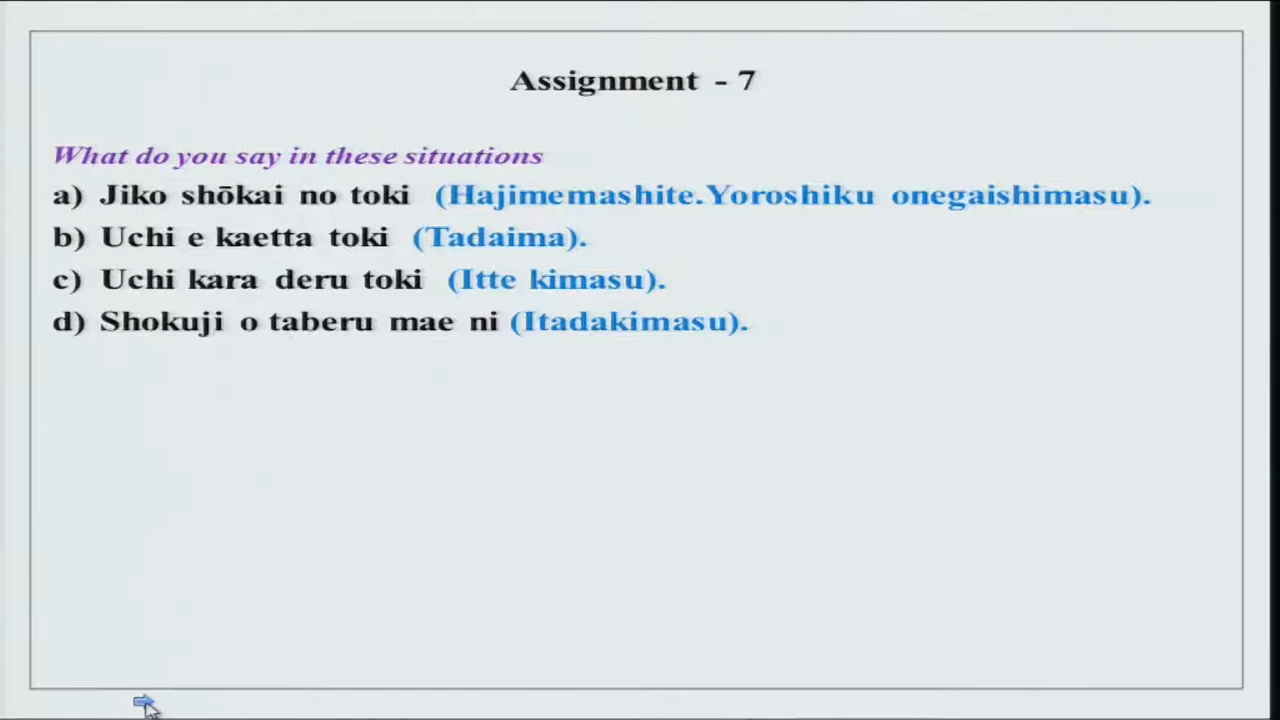 Assignment - 7
What do you say in these situations
a) Jiko shōkai no toki (Hajimemashite.Yoroshiku onegaishimasu).
b) Uchi e kaetta toki (Tadaima).
c) Uchi kara deru toki (Itte kimasu).
d) Shokuji o taberu mae ni (Itadakimasu).